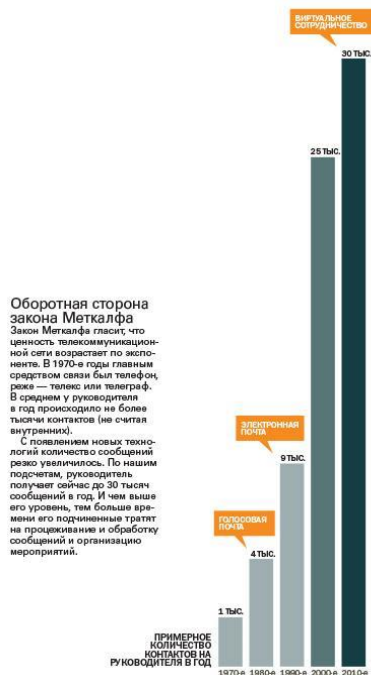 ВИРТУАЛЬНОЕ
СОТРУДНИЧЕСТВО
30 ТЫС.
25 ТЫС.
Оборотная сторона
закона Меткалфа
Закон Меткалфа гласит, что
ценность телекоммуникацион-
ной сети возрастает по экспо-
ненте. В 1970-е годы главным
средством связи был телефон,
реже — телекс или телеграф.
В среднем у руководителя
в год происходило не более
тысячи контактов (не считая
внутренних).
С появлением новых техно-
логий количество сообщений
резко увеличилось. По нашим
подсчетам, руководитель
получает сейчас до 30 тысяч
сообщений в год. И чем выше
его уровень, тем больше вре-
мени его подчиненные тратят
на процеживание и обработку
сообщений и организацию
мероприятий.
ЭЛЕКТРОННАЯ
ПОЧТА
9 ТЫС.
ГОЛОСОВАЯ
ПОЧТА
4 ТЫС.
1 ТЫС.
ПРИМЕРНОЕ
КОЛИЧЕСТВО
КОНТАКТОВ НА
РУКОВОДИТЕЛЯ В ГОД
1970-е 1980-е 1990-е 2000-е 2010-е